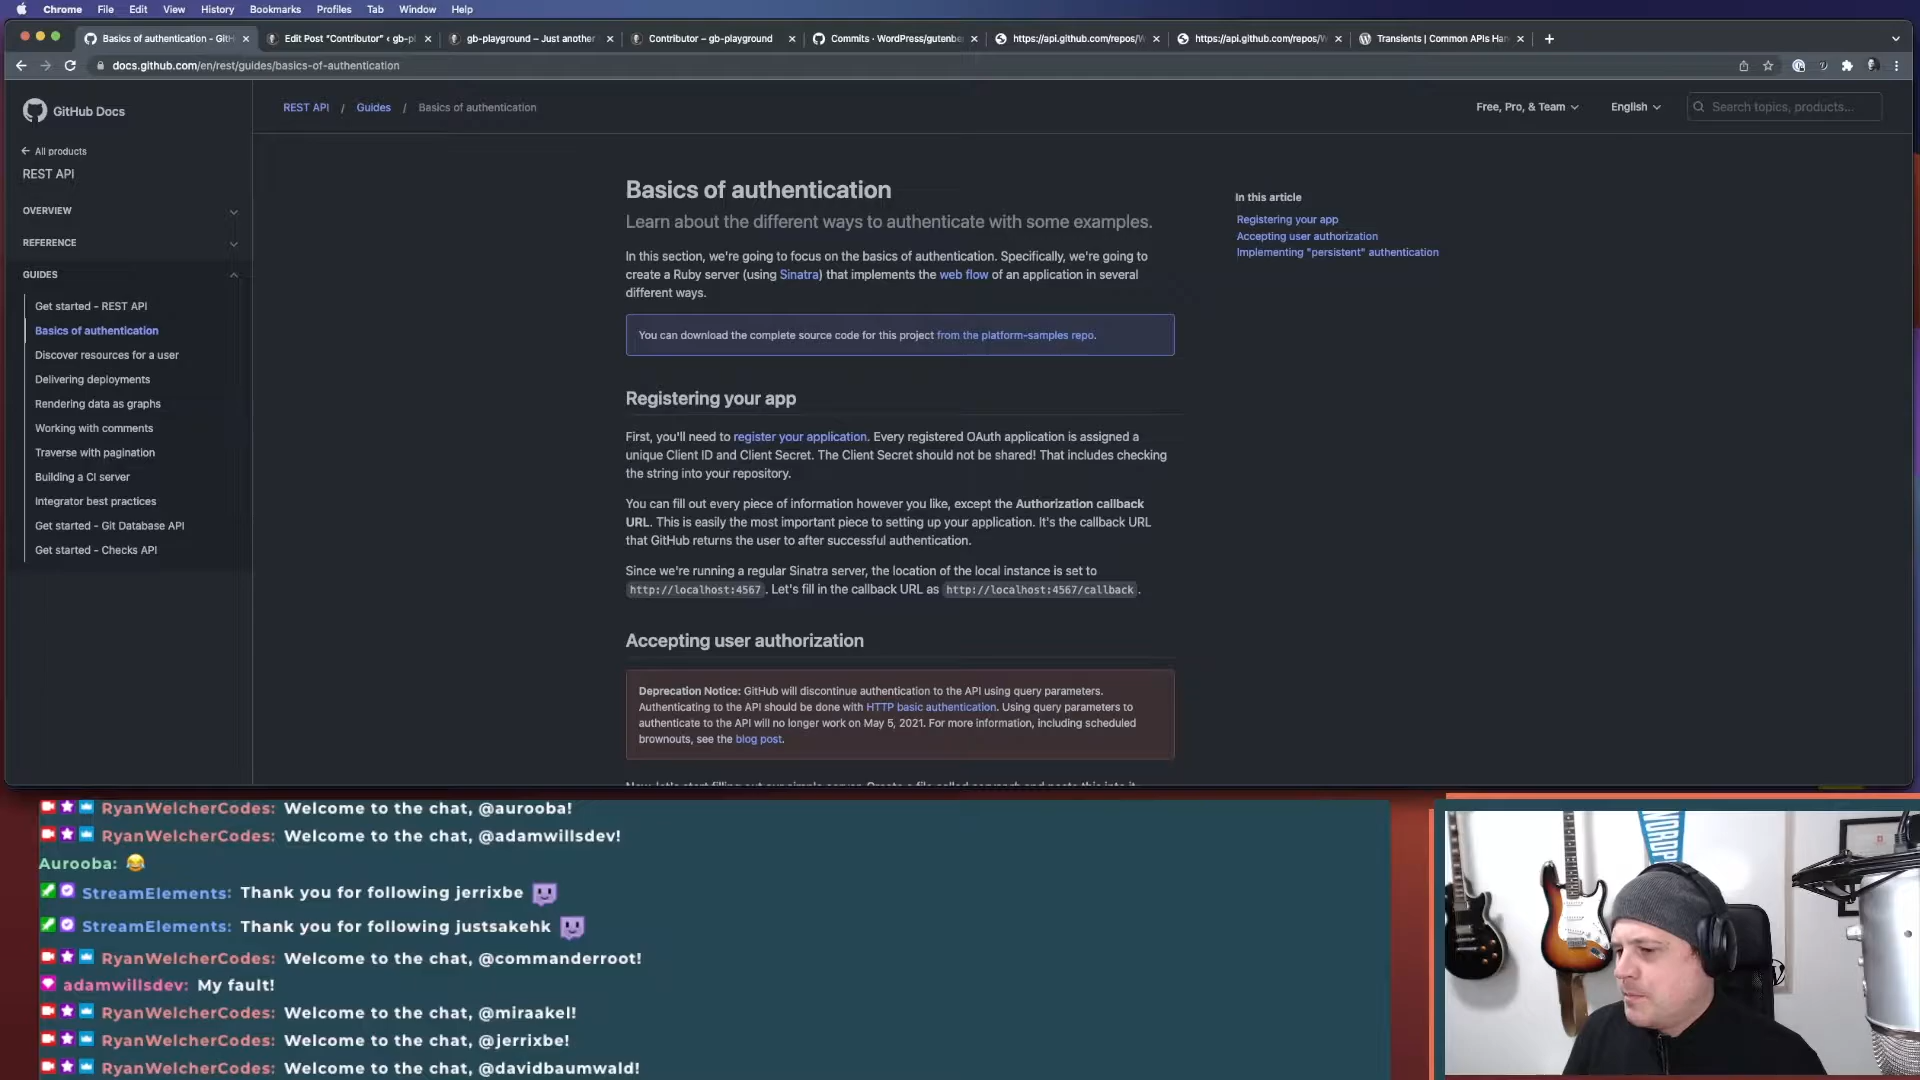 Chrome File Edit View History Bookmarks Profiles Tab Window Help
Basics of authentication - GitH
Edit Post "Contributor" ‹ gb-pl
gb-playground – Just another
Contributor – gb-playground
Commits · WordPress/gutenbe
https://api.github.com/repos/W
https://api.github.com/repos/W
Transients | Common APIs Han
docs.github.com/en/rest/guides/basics-of-authentication
GitHub Docs
REST API / Guides / Basics of authentication
Free, Pro, & Team
English
Search topics, products...
All products
REST API
OVERVIEW
REFERENCE
GUIDES
Get started - REST API
Basics of authentication
Discover resources for a user
Delivering deployments
Rendering data as graphs
Working with comments
Traverse with pagination
Building a CI server
Integrator best practices
Get started - Git Database API
Get started - Checks API
Basics of authentication
Learn about the different ways to authenticate with some examples.
In this section, we're going to focus on the basics of authentication. Specifically, we're going to
create a Ruby server (using Sinatra) that implements the web flow of an application in several
different ways.
You can download the complete source code for this project from the platform-samples repo.
Registering your app
First, you'll need to register your application. Every registered OAuth application is assigned a
unique Client ID and Client Secret. The Client Secret should not be shared! That includes checking
the string into your repository.
You can fill out every piece of information however you like, except the Authorization callback
URL. This is easily the most important piece to setting up your application. It's the callback URL
that GitHub returns the user to after successful authentication.
Since we're running a regular Sinatra server, the location of the local instance is set to
http://localhost:4567. Let's fill in the callback URL as http://localhost:4567/callback.
Accepting user authorization
Deprecation Notice: GitHub will discontinue authentication to the API using query parameters.
Authenticating to the API should be done with HTTP basic authentication. Using query parameters to
authenticate to the API will no longer work on May 5, 2021. For more information, including scheduled
brownouts, see the blog post.
In this article
Registering your app
Accepting user authorization
Implementing "persistent" authentication
RyanWelcherCodes: Welcome to the chat, @aurooba!
RyanWelcherCodes: Welcome to the chat, @adamwillsdev!
Aurooba: 😂
StreamElements: Thank you for following jerrixbe
StreamElements: Thank you for following justsakehk
RyanWelcherCodes: Welcome to the chat, @commanderroot!
adamwillsdev: My fault!
RyanWelcherCodes: Welcome to the chat, @miraakel!
RyanWelcherCodes: Welcome to the chat, @jerrixbe!
RyanWelcherCodes: Welcome to the chat, @davidbaumwald!